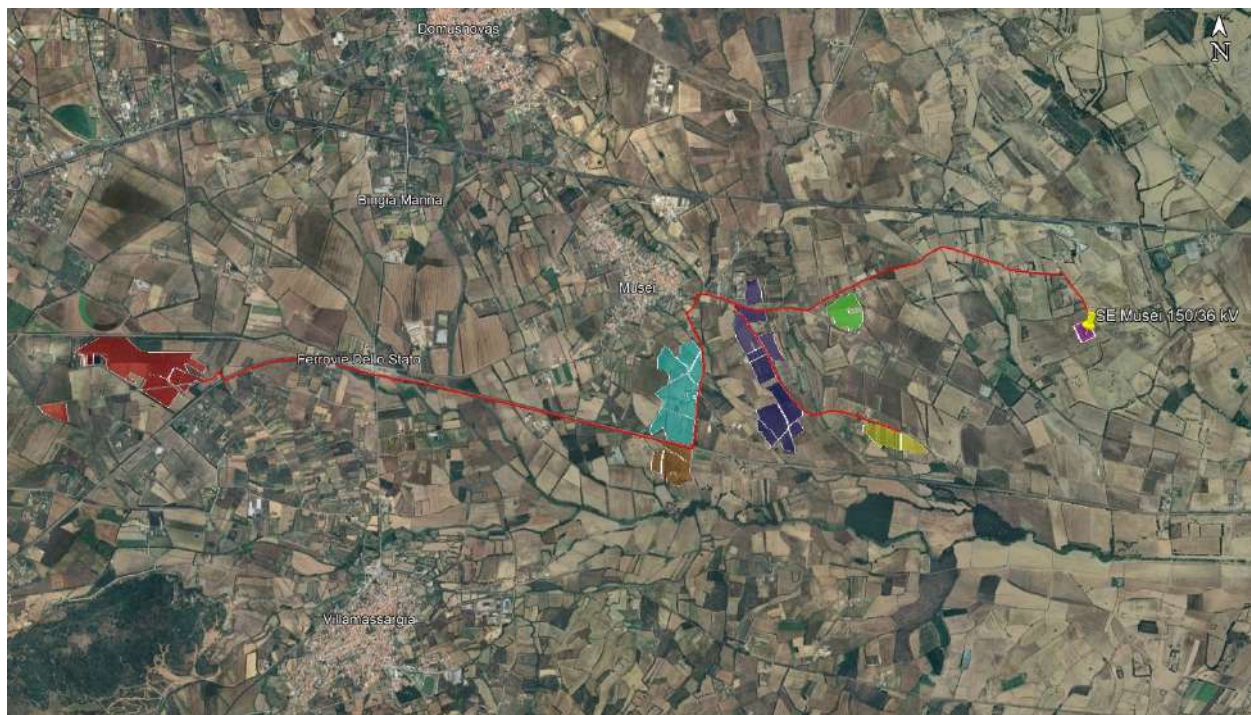 Domusnovas
N
Bingia Manna
Musei
SE Musei 150/36 kV
Ferrovie Dello Stato
Villamassargia